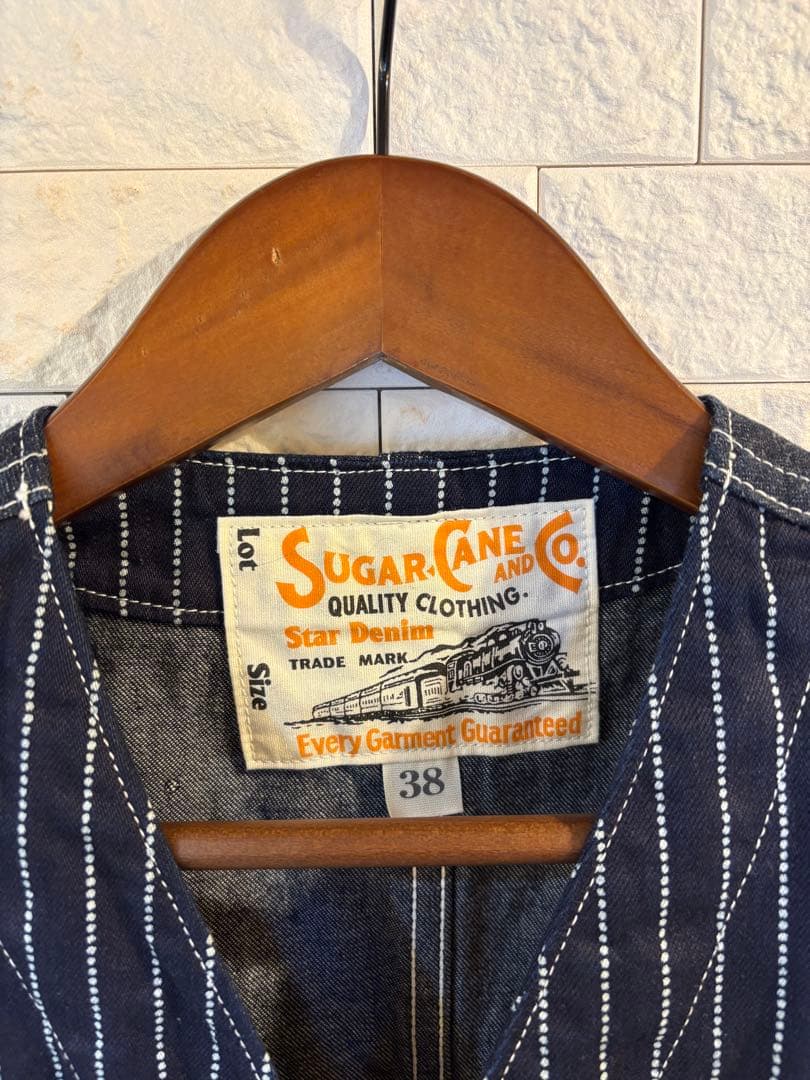 Lot
SUGAR CANE AND CO.
QUALITY CLOTHING.
Star Denim
TRADE MARK
Size
Every Garment Guaranteed
38